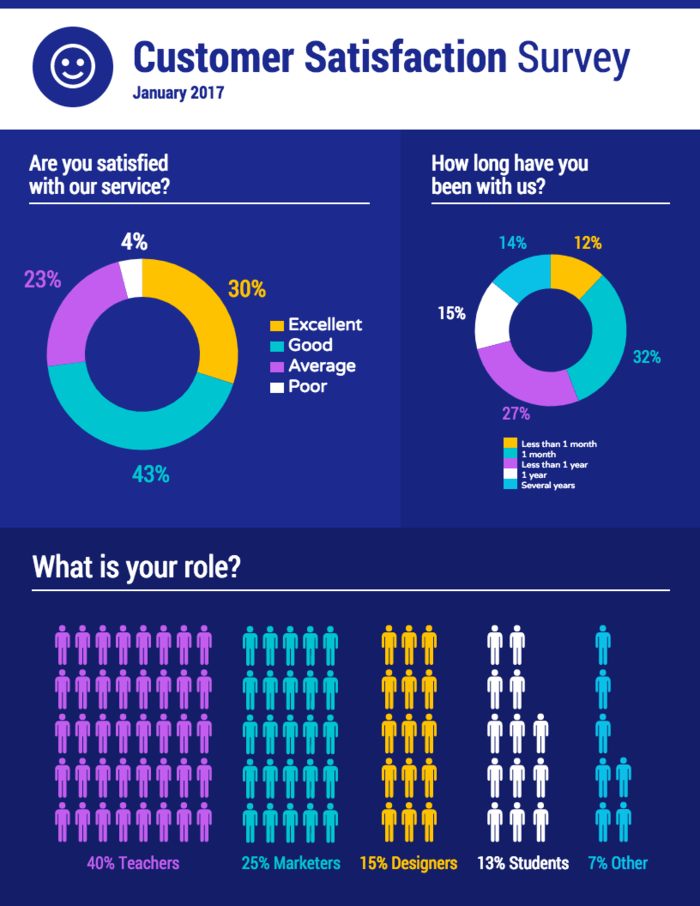 Customer Satisfaction Survey
January 2017
Are you satisfied
with our service?
4%
23%
30%
Excellent
Good
Average
Poor
43%
How long have you
been with us?
14%
12%
15%
32%
27%
Less than 1 month
1 month
Less than 1 year
1 year
Several years
What is your role?
40% Teachers
25% Marketers
15% Designers
13% Students
7% Other